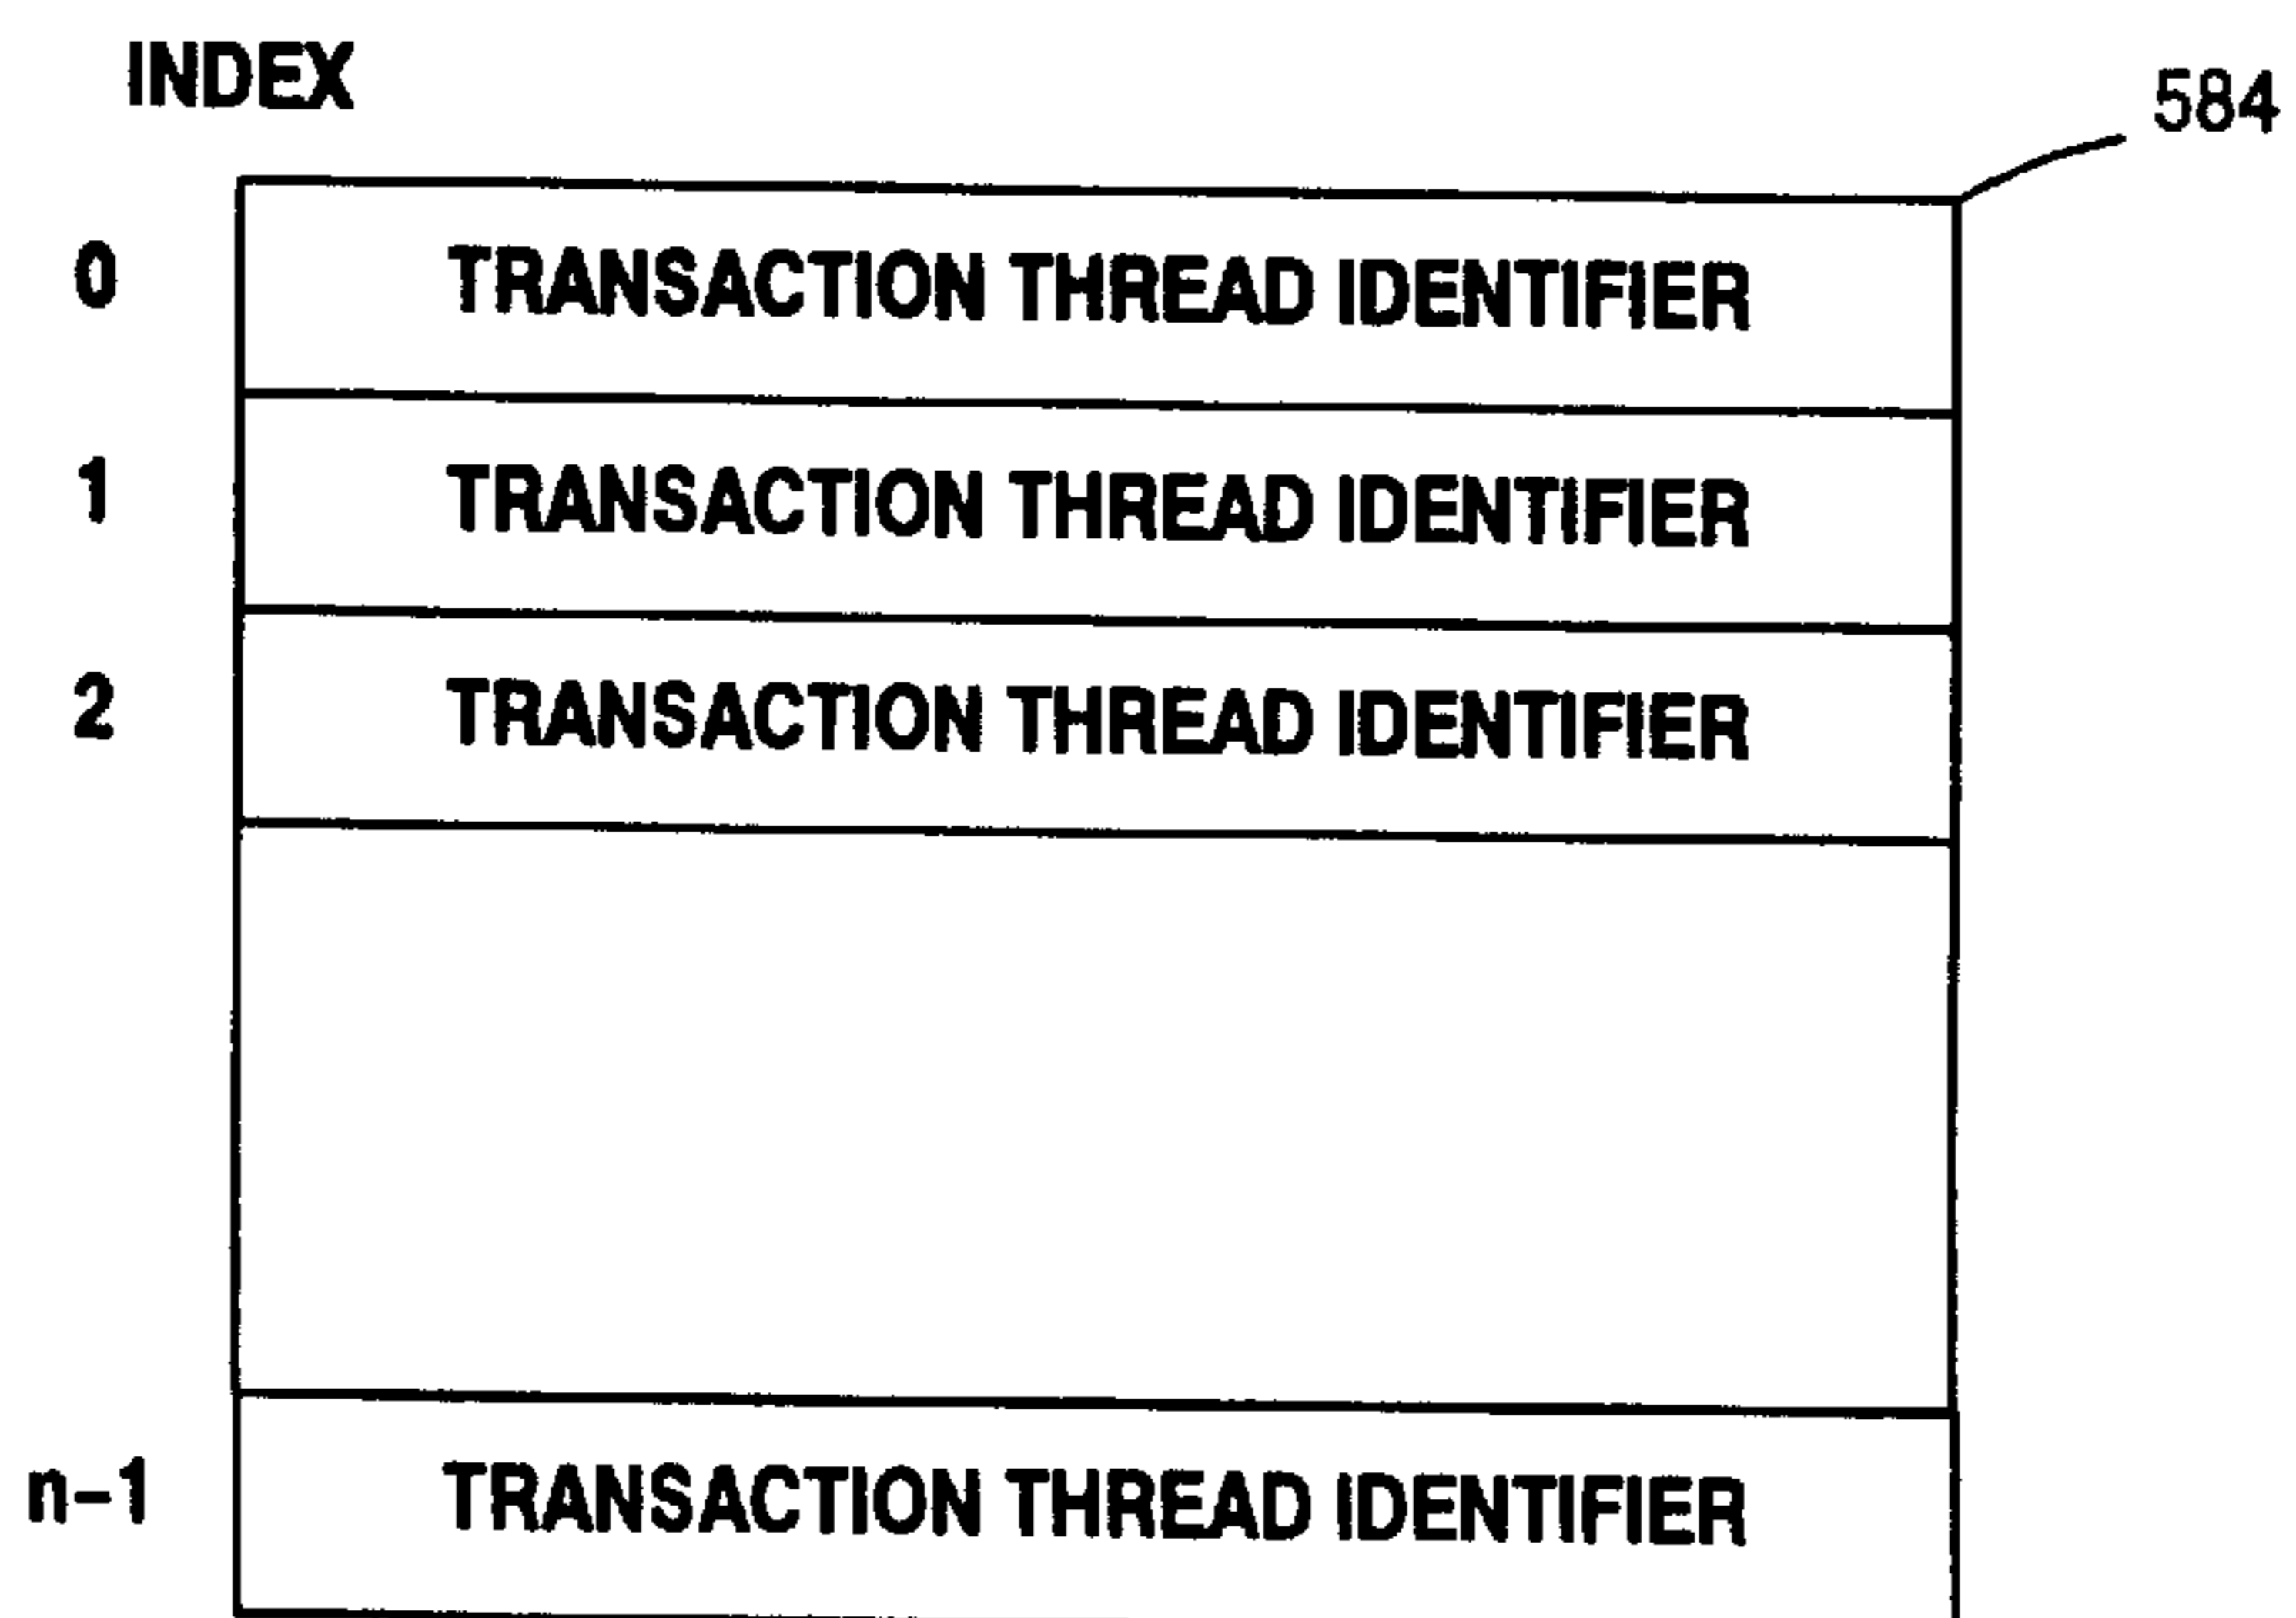 INDEX
584
0 TRANSACTION THREAD IDENTIFIER
1 TRANSACTION THREAD IDENTIFIER
2 TRANSACTION THREAD IDENTIFIER
n-1 TRANSACTION THREAD IDENTIFIER